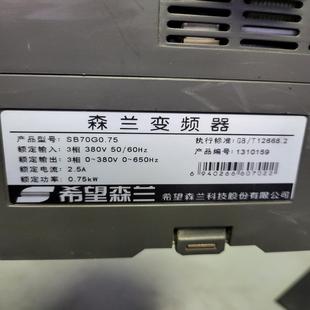 森兰变频器
产品型号: SB70G0.75
执行标准: GB/T12668.2
额定输入: 3相 380V 50/60Hz
产品编号: 1310159
额定输出: 3相 0~380V 0~650Hz
额定电流: 2.5A
额定功率: 0.75kW
6940266607022
希望森兰
希望森兰科技股份有限公司